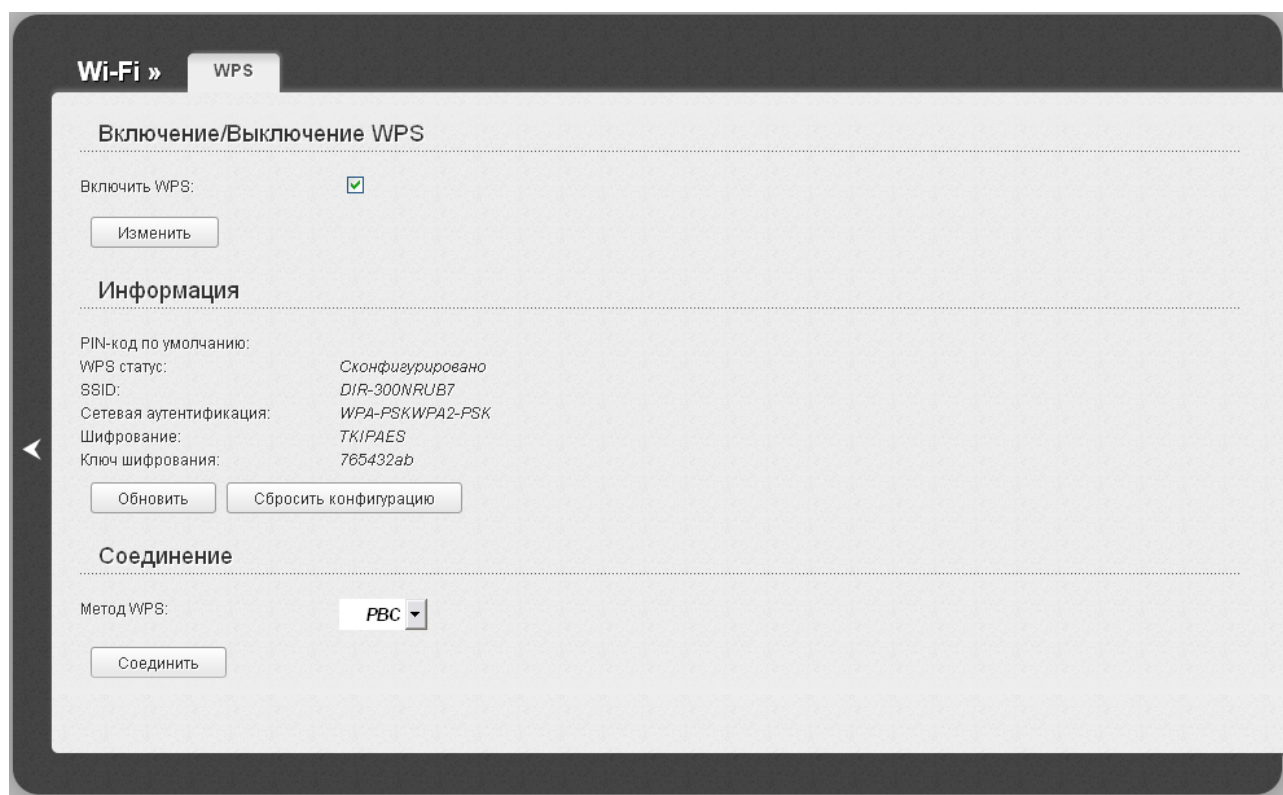 Wi-Fi » WPS
Включение/Выключение WPS
Включить WPS:
Изменить
Информация
PIN-код по умолчанию:
WPS статус: Сконфигурировано
SSID: DIR-300NRUB7
Сетевая аутентификация: WPA-PSKWPA2-PSK
Шифрование: TKIPAES
Ключ шифрования: 765432ab
Обновить Сбросить конфигурацию
Соединение
Метод WPS: PBC
Соединить